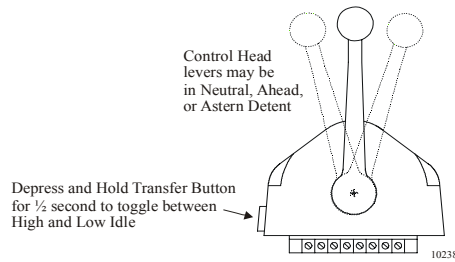 Control Head
levers may be
in Neutral, Ahead,
or Astern Detent
Depress and Hold Transfer Button
for ½ second to toggle between
High and Low Idle
10238